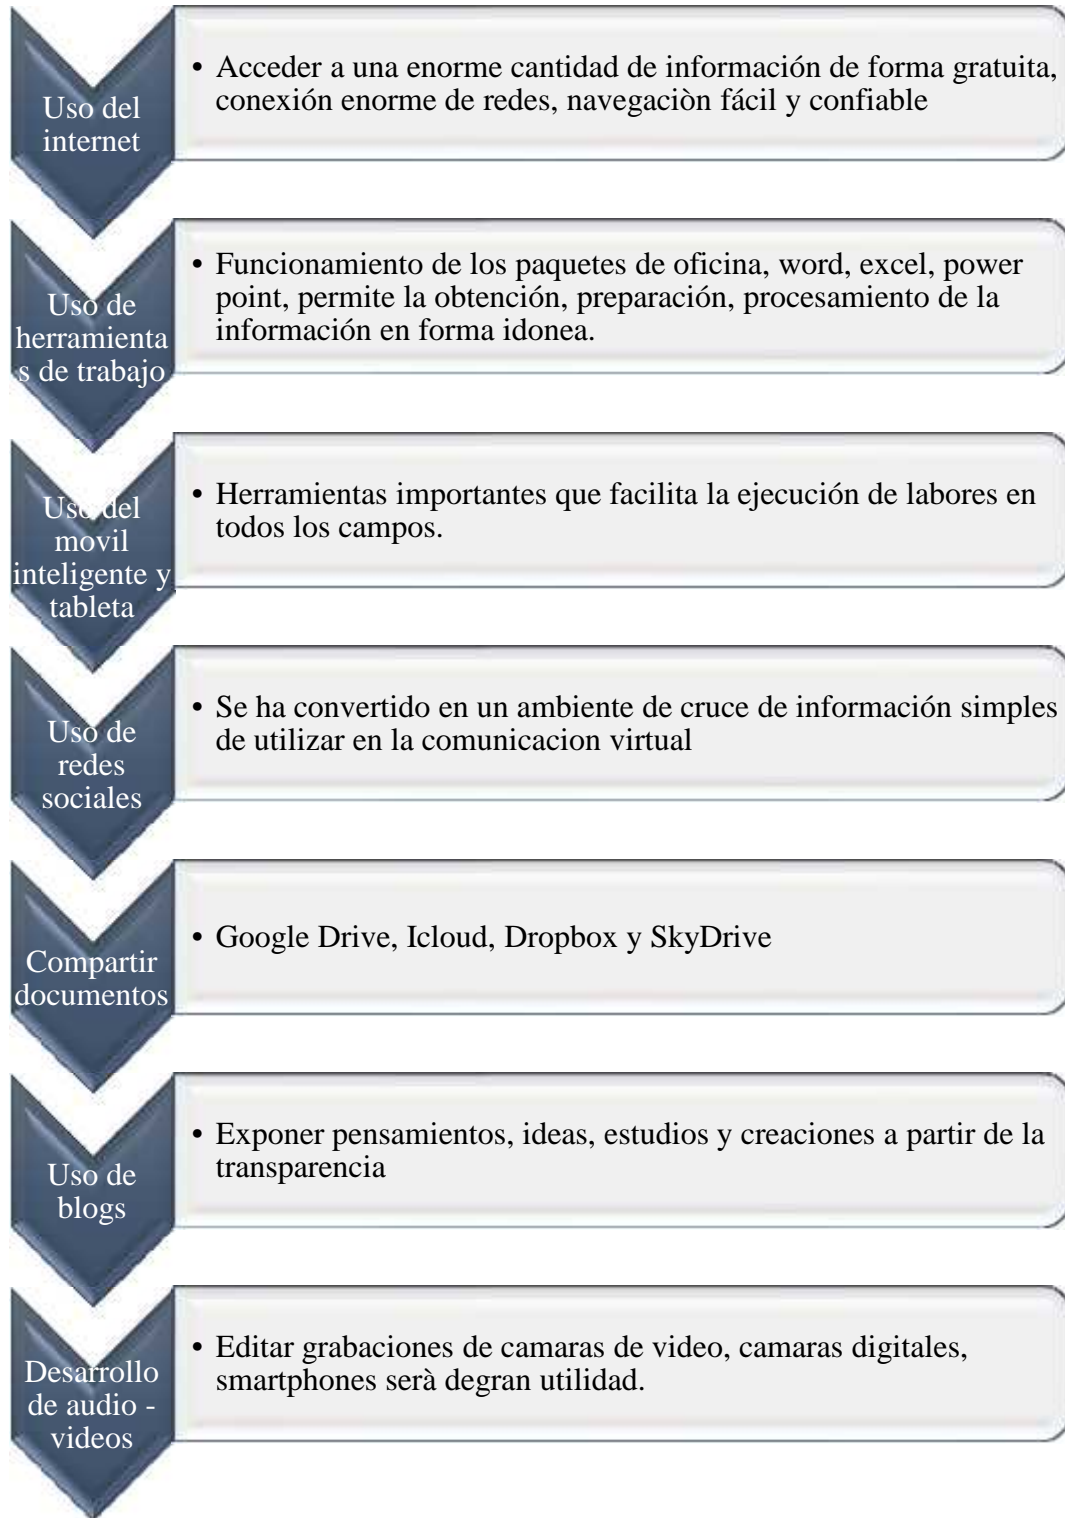 Uso del
internet
• Acceder a una enorme cantidad de información de forma gratuita,
conexión enorme de redes, navegaciòn fácil y confiable
Uso de
herramienta
s de trabajo
• Funcionamiento de los paquetes de oficina, word, excel, power
point, permite la obtención, preparación, procesamiento de la
información en forma idonea.
Uso del
movil
inteligente y
tableta
• Herramientas importantes que facilita la ejecución de labores en
todos los campos.
Uso de
redes
sociales
• Se ha convertido en un ambiente de cruce de información simples
de utilizar en la comunicacion virtual
Compartir
documentos
• Google Drive, Icloud, Dropbox y SkyDrive
Uso de
blogs
• Exponer pensamientos, ideas, estudios y creaciones a partir de la
transparencia
Desarrollo
de audio -
videos
• Editar grabaciones de camaras de video, camaras digitales,
smartphones serà degran utilidad.